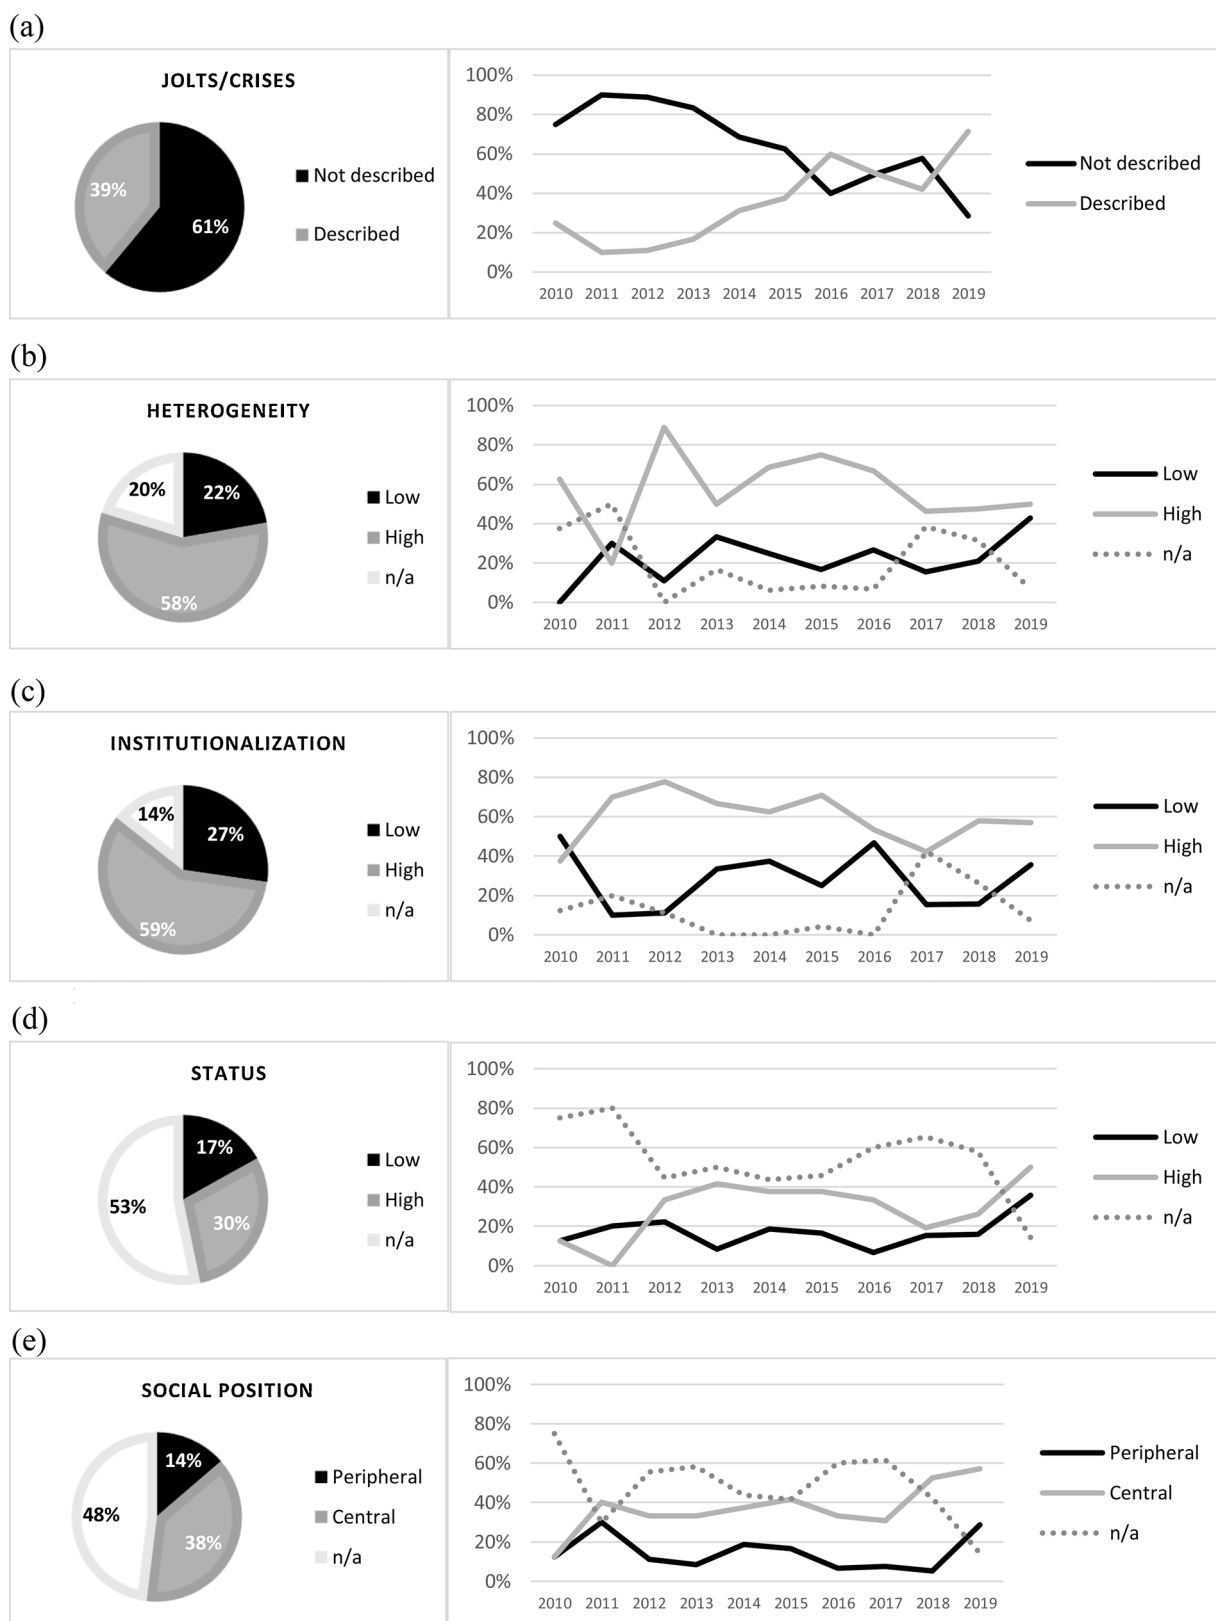 (a)
JOLTS/CRISES
39%
61%
Not described
Described
100%
80%
60%
40%
20%
0%
2010 2011 2012 2013 2014 2015 2016 2017 2018 2019
Not described
Described
(b)
HETEROGENEITY
20%
22%
58%
Low
High
n/a
100%
80%
60%
40%
20%
0%
2010 2011 2012 2013 2014 2015 2016 2017 2018 2019
Low
High
n/a
(c)
INSTITUTIONALIZATION
14%
27%
59%
Low
High
n/a
100%
80%
60%
40%
20%
0%
2010 2011 2012 2013 2014 2015 2016 2017 2018 2019
Low
High
n/a
(d)
STATUS
17%
53%
30%
Low
High
n/a
100%
80%
60%
40%
20%
0%
2010 2011 2012 2013 2014 2015 2016 2017 2018 2019
Low
High
n/a
(e)
SOCIAL POSITION
14%
48%
38%
Peripheral
Central
n/a
100%
80%
60%
40%
20%
0%
2010 2011 2012 2013 2014 2015 2016 2017 2018 2019
Peripheral
Central
n/a